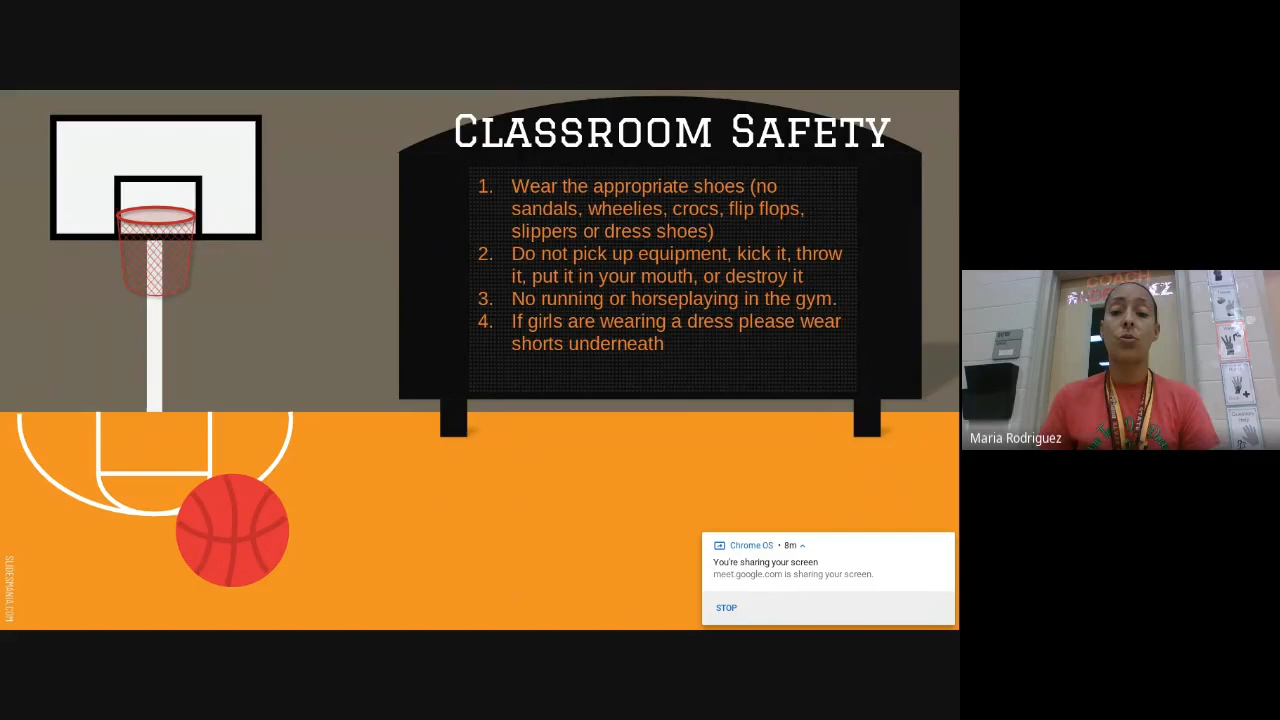 CLASSROOM SAFETY
1. Wear the appropriate shoes (no
sandals, wheelies, crocs, flip flops,
slippers or dress shoes)
2. Do not pick up equipment, kick it, throw
it, put it in your mouth, or destroy it
3. No running or horseplaying in the gym.
4. If girls are wearing a dress please wear
shorts underneath
SLIDESMANIA.COM
Chrome OS • 8m
You're sharing your screen
meet.google.com is sharing your screen.
STOP
COACH
Maria Rodriguez